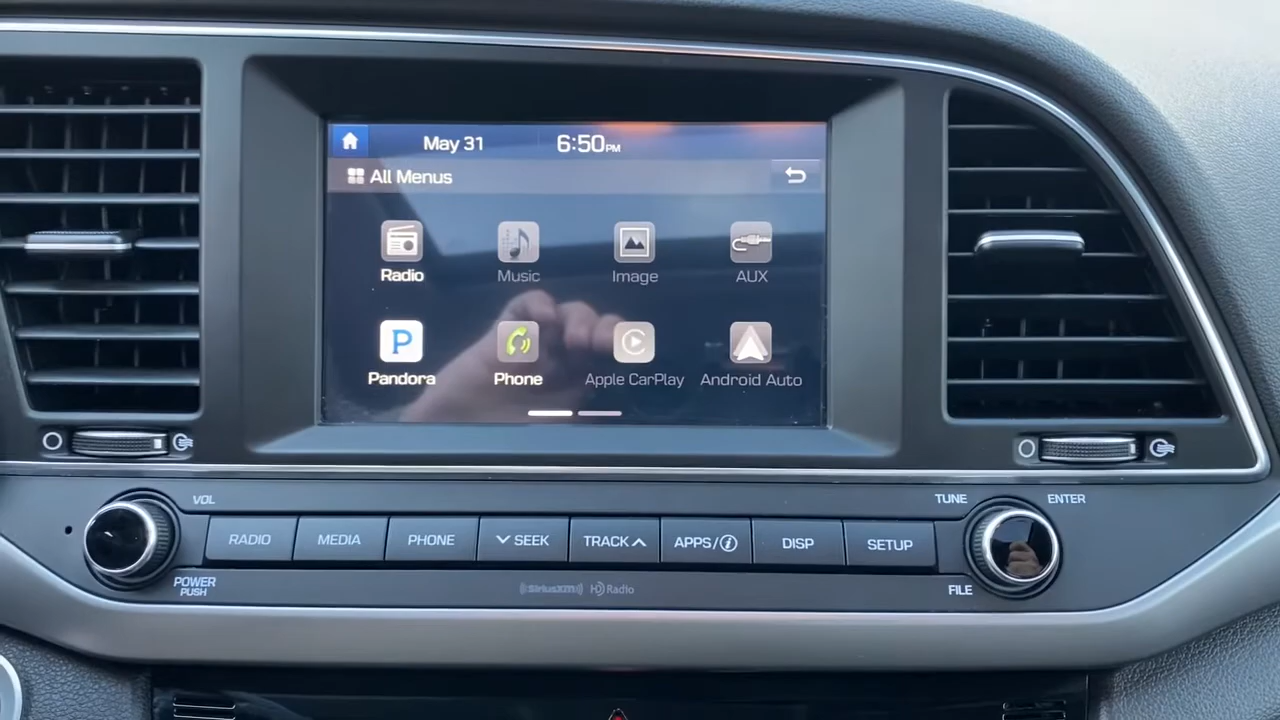 May 31 6:50PM
All Menus
Radio Music Image AUX
P
Pandora Phone Apple CarPlay Android Auto
VOL TUNE ENTER
RADIO MEDIA PHONE SEEK TRACK APPS/i DISP SETUP
POWER
PUSH
FILE
SiriusXM HD Radio